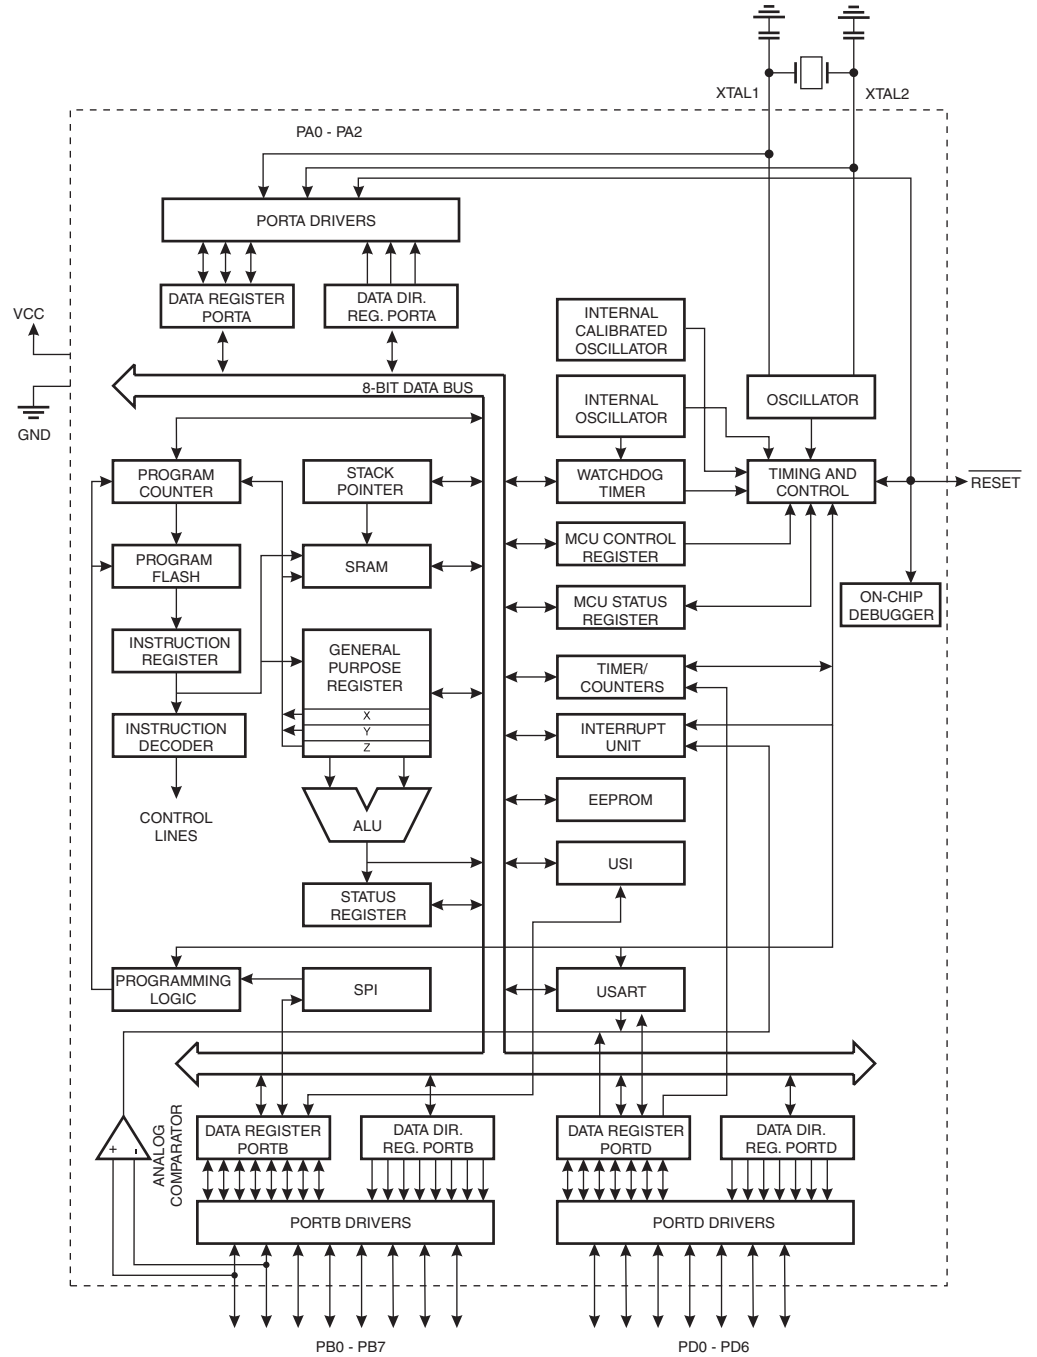 XTAL1
XTAL2
PA0 - PA2
PORTA DRIVERS
DATA REGISTER
PORTA
DATA DIR.
REG. PORTA
VCC
GND
8-BIT DATA BUS
INTERNAL
CALIBRATED
OSCILLATOR
INTERNAL
OSCILLATOR
OSCILLATOR
PROGRAM
COUNTER
STACK
POINTER
WATCHDOG
TIMER
TIMING AND
CONTROL
RESET
PROGRAM
FLASH
SRAM
MCU CONTROL
REGISTER
MCU STATUS
REGISTER
ON-CHIP
DEBUGGER
INSTRUCTION
REGISTER
GENERAL
PURPOSE
REGISTER
X
Y
Z
TIMER/
COUNTERS
INSTRUCTION
DECODER
INTERRUPT
UNIT
CONTROL
LINES
ALU
EEPROM
USI
STATUS
REGISTER
PROGRAMMING
LOGIC
SPI
USART
+
-
ANALOG
COMPARATOR
DATA REGISTER
PORTB
DATA DIR.
REG. PORTB
DATA REGISTER
PORTD
DATA DIR.
REG. PORTD
PORTB DRIVERS
PORTD DRIVERS
PB0 - PB7
PD0 - PD6